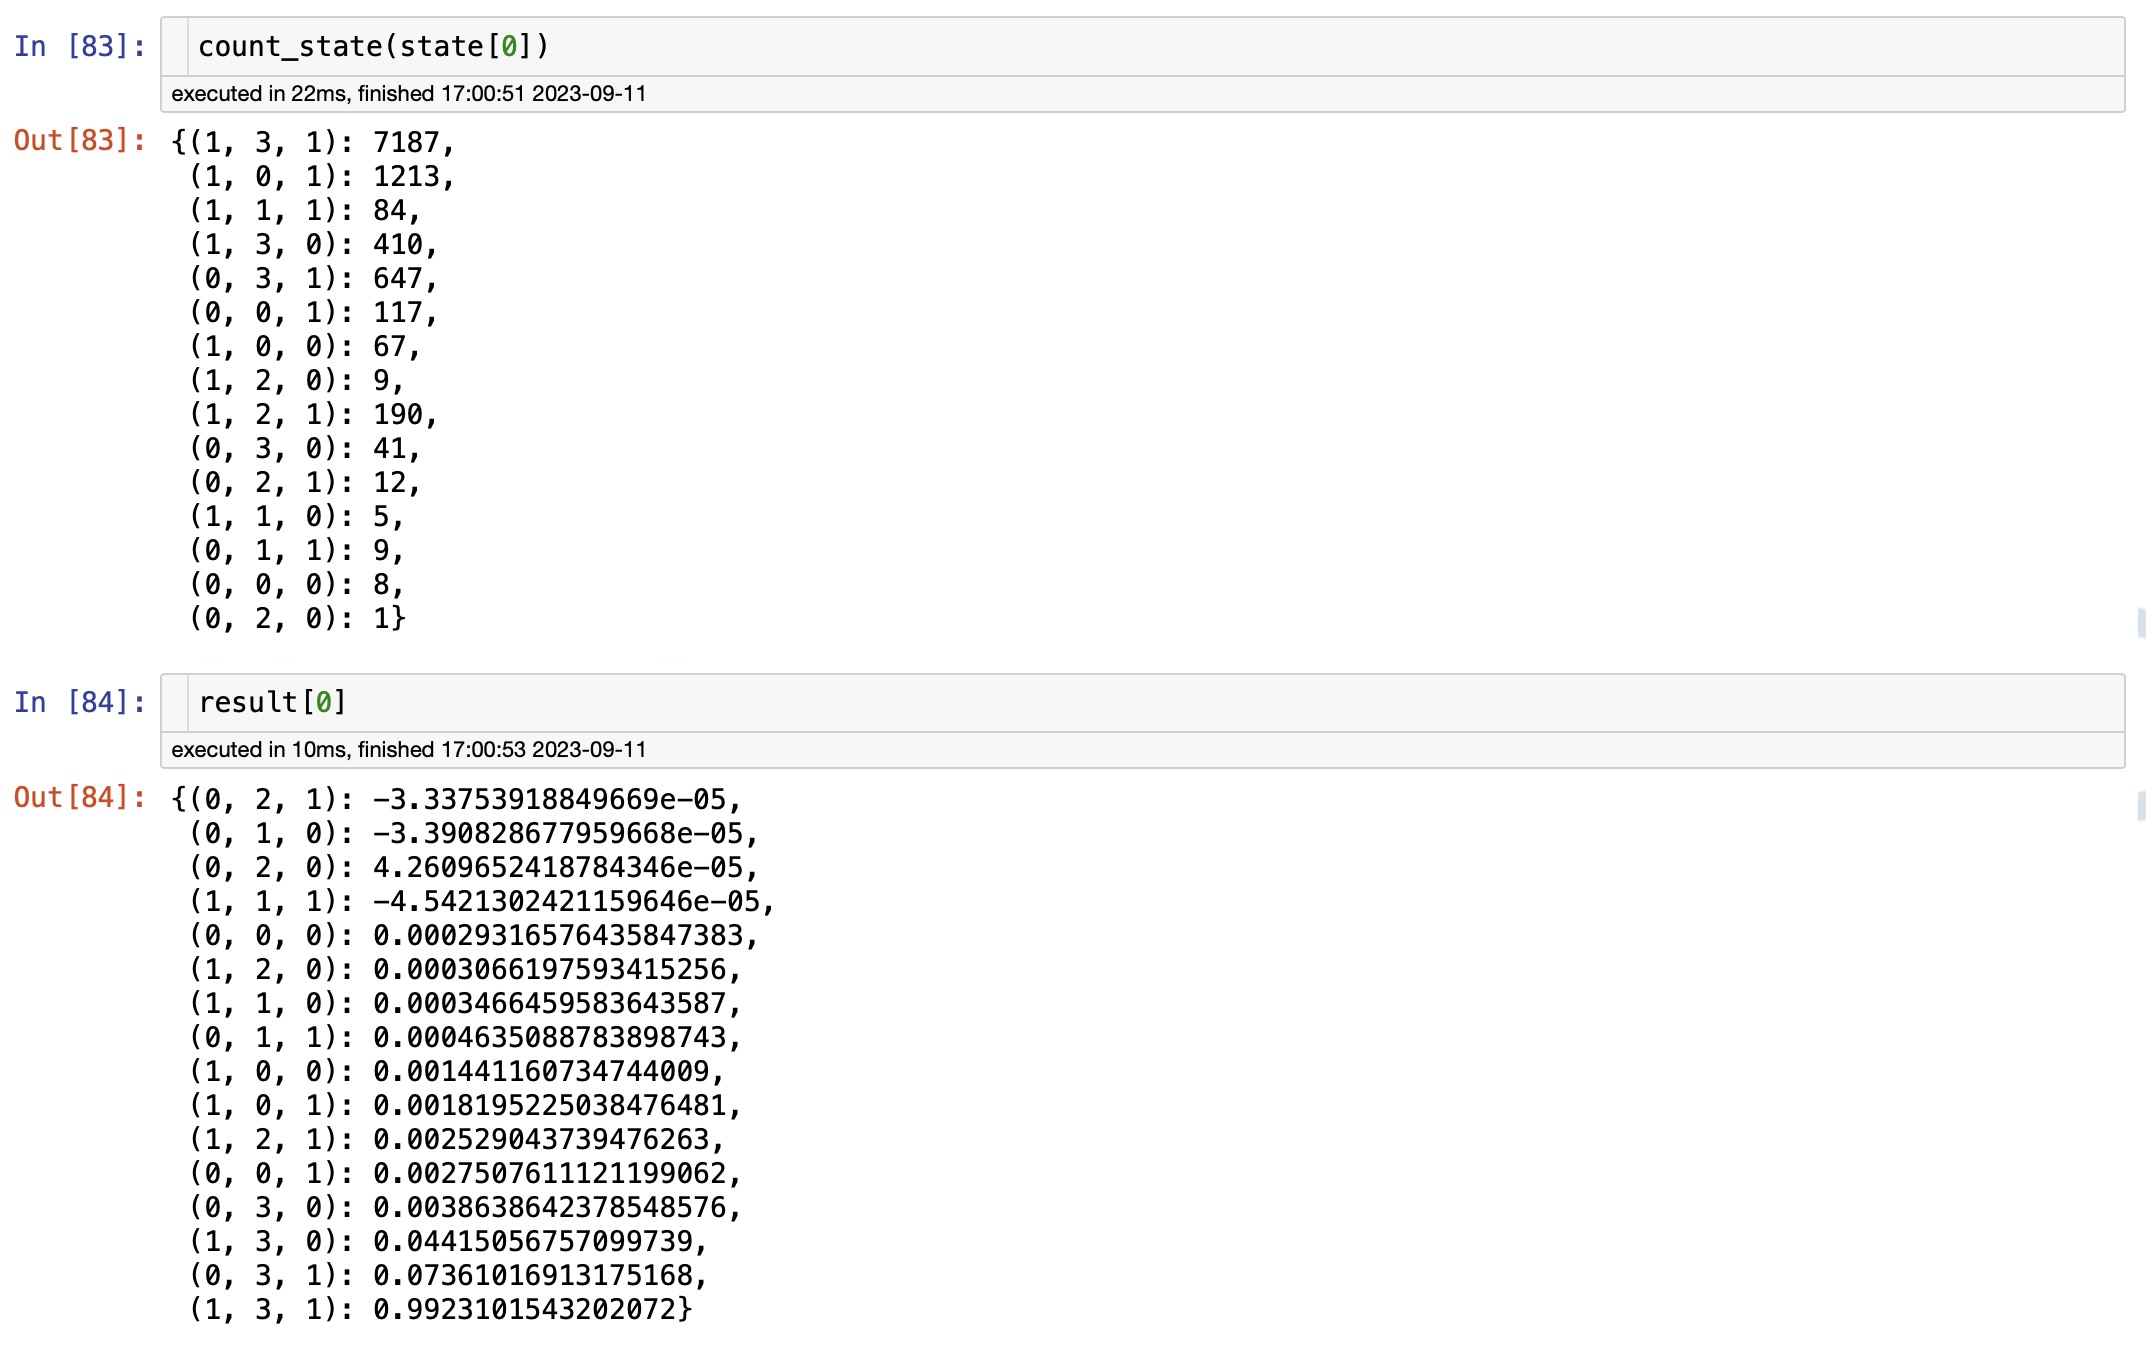 In [83]: count_state(state[0])
executed in 22ms, finished 17:00:51 2023-09-11
Out[83]: {(1, 3, 1): 7187,
(1, 0, 1): 1213,
(1, 1, 1): 84,
(1, 3, 0): 410,
(0, 3, 1): 647,
(0, 0, 1): 117,
(1, 0, 0): 67,
(1, 2, 0): 9,
(1, 2, 1): 190,
(0, 3, 0): 41,
(0, 2, 1): 12,
(1, 1, 0): 5,
(0, 1, 1): 9,
(0, 0, 0): 8,
(0, 2, 0): 1}
In [84]: result[0]
executed in 10ms, finished 17:00:53 2023-09-11
Out[84]: {(0, 2, 1): -3.33753918849669e-05,
(0, 1, 0): -3.390828677959668e-05,
(0, 2, 0): 4.2609652418784346e-05,
(1, 1, 1): -4.5421302421159646e-05,
(0, 0, 0): 0.00029316576435847383,
(1, 2, 0): 0.0003066197593415256,
(1, 1, 0): 0.0003466459583643587,
(0, 1, 1): 0.0004635088783898743,
(1, 0, 0): 0.001441160734744009,
(1, 0, 1): 0.0018195225038476481,
(1, 2, 1): 0.002529043739476263,
(0, 0, 1): 0.0027507611121199062,
(0, 3, 0): 0.0038638642378548576,
(1, 3, 0): 0.04415056757099739,
(0, 3, 1): 0.07361016913175168,
(1, 3, 1): 0.9923101543202072}